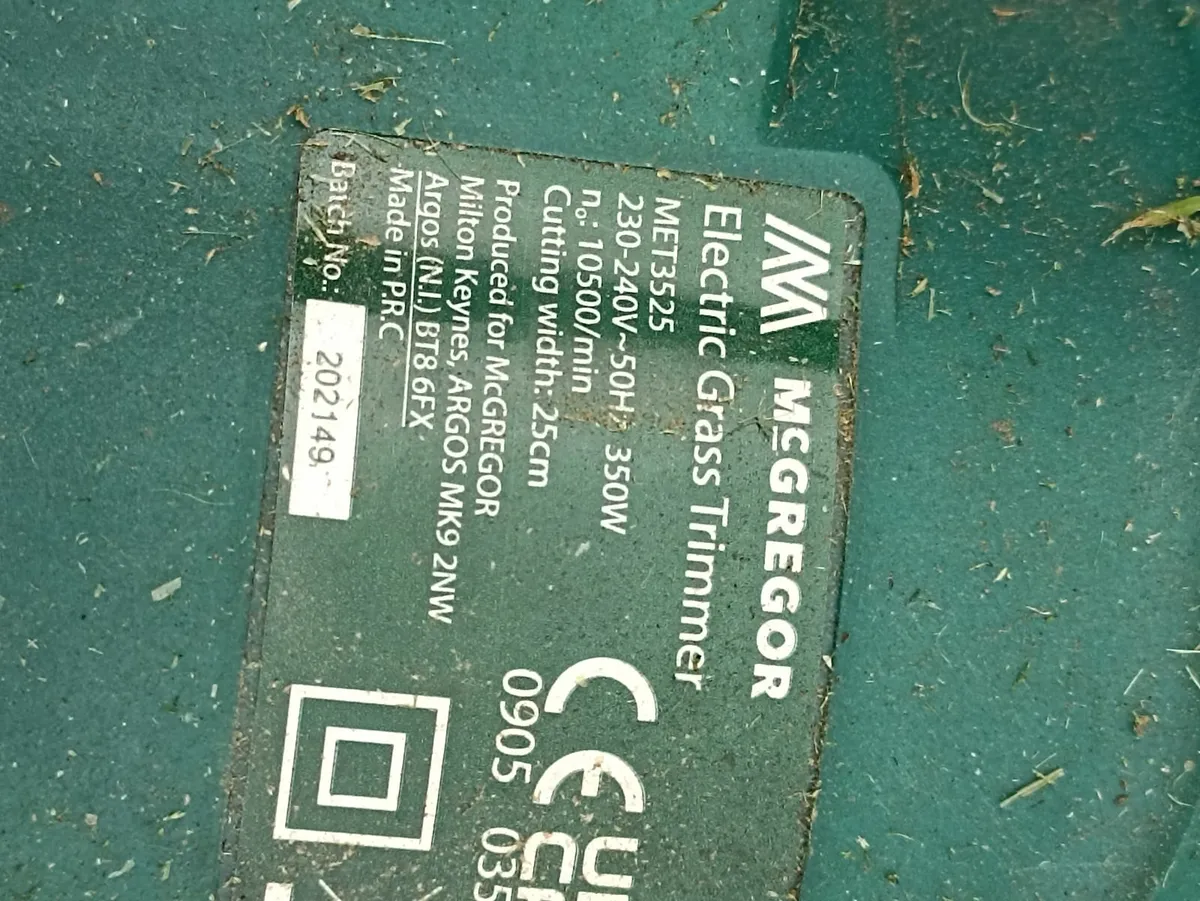 McGREGOR
Electric Grass Trimmer
MET3525
230-240V~50Hz 350W
n₀: 10500/min
Cutting width: 25cm
Produced for McGREGOR
Milton Keynes, ARGOS MK9 2NW
Argos (N.I.) BT8 6FX
Made in P.R.C
Batch No.: 202149
CE
0905